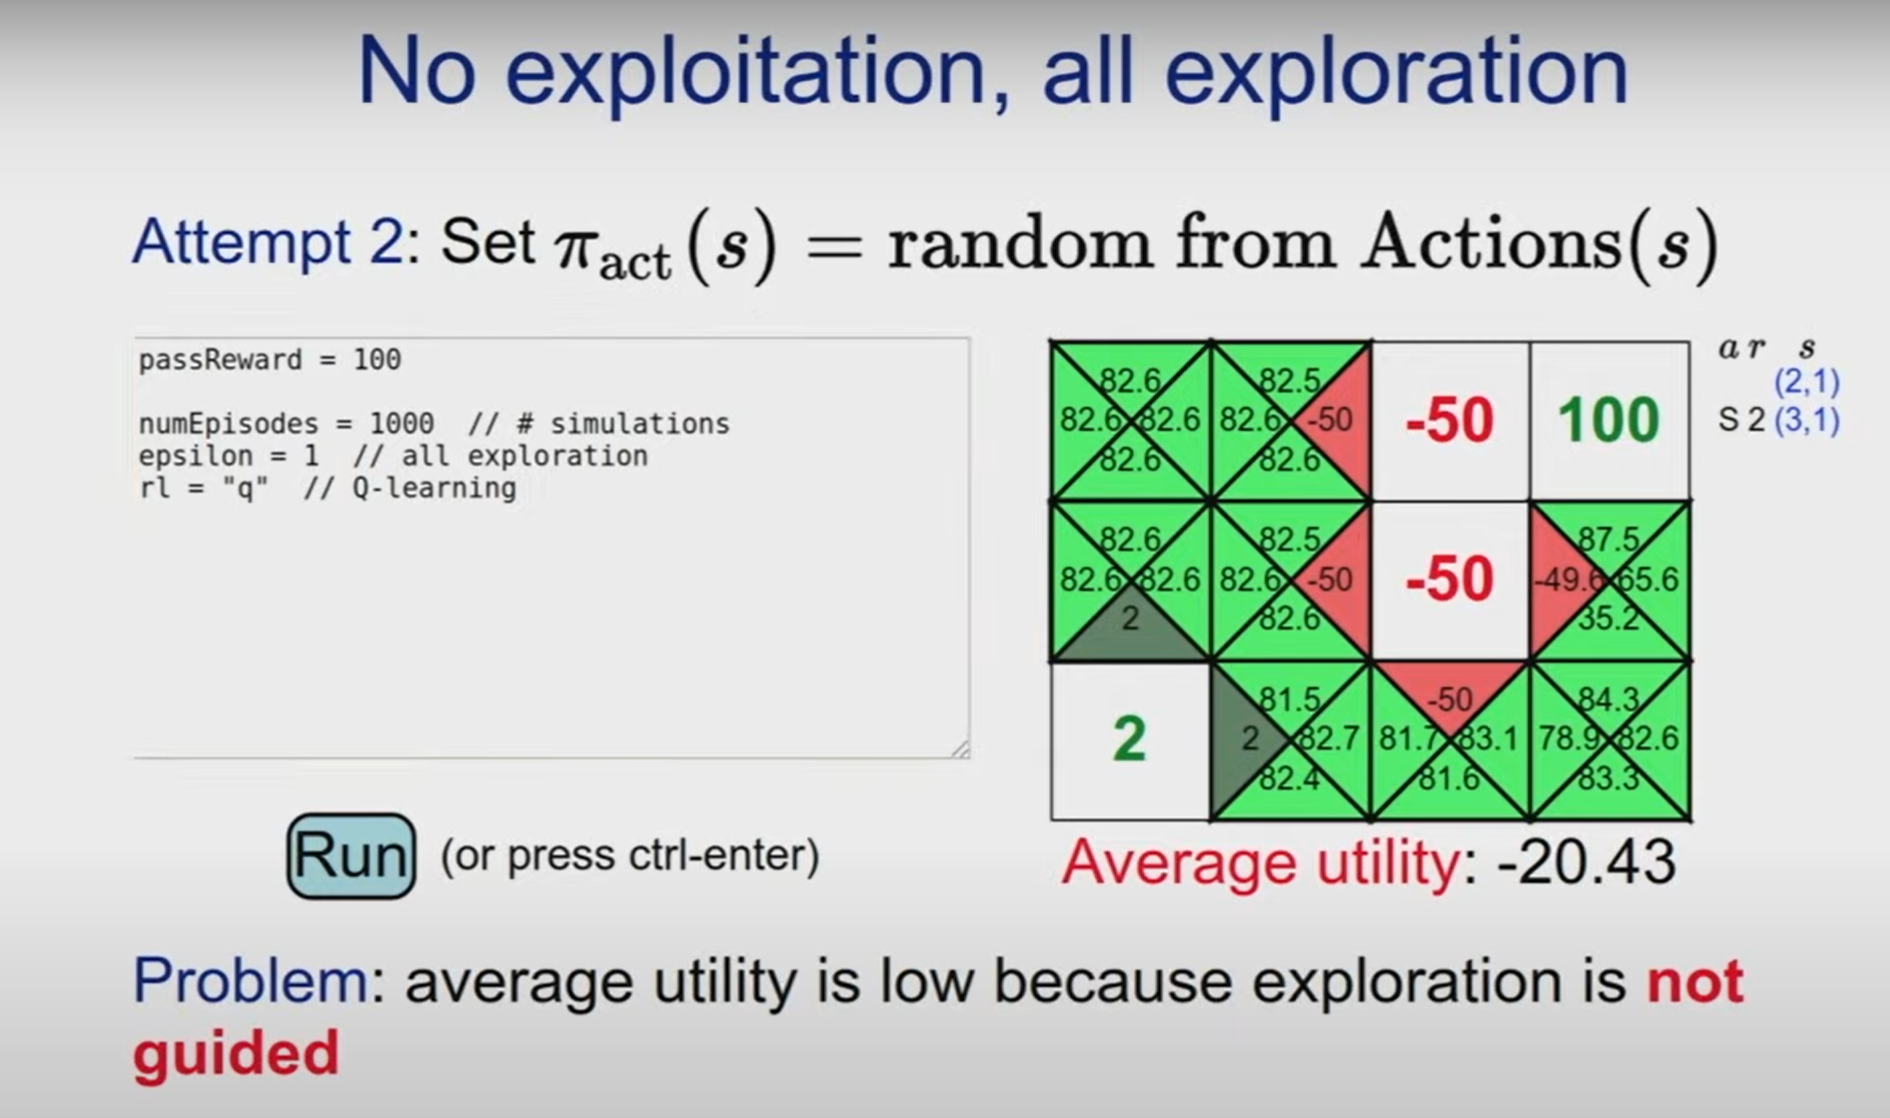 No exploitation, all exploration
Attempt 2: Set π_act(s) = random from Actions(s)
passReward = 100
numEpisodes = 1000 // # simulations
epsilon = 1 // all exploration
rl = "q" // Q-learning
Run (or press ctrl-enter)
82.6 82.5
82.6 82.6 82.6 -50 -50 100
82.6 82.6
82.6 82.5 87.5
82.6 82.6 82.6 -50 -50 -49.6 65.6
2 82.6 35.2
81.5 -50 84.3
2 2 82.7 81.7 83.1 78.9 82.6
82.4 81.6 83.3
a r s
(2,1)
S 2 (3,1)
Average utility: -20.43
Problem: average utility is low because exploration is not
guided